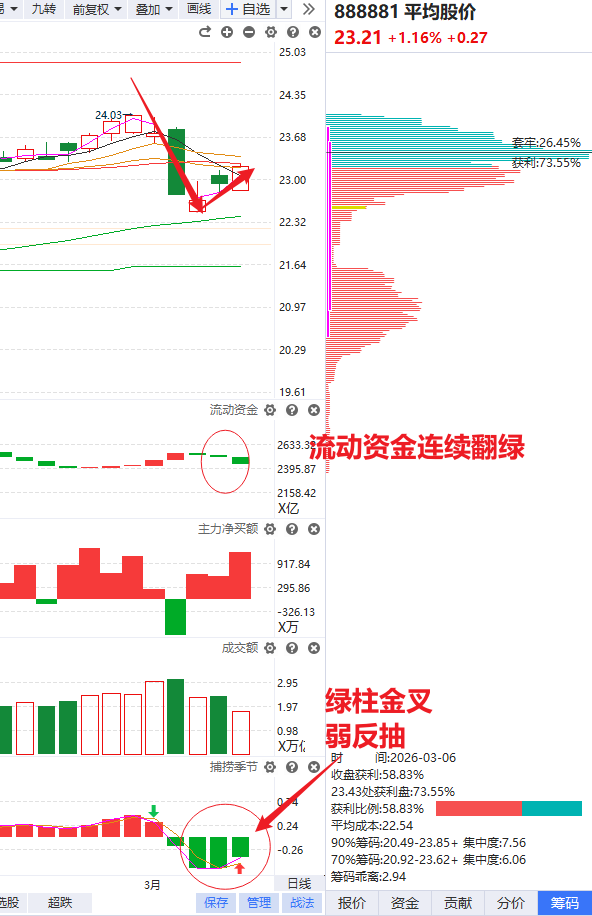 九转 前复权 叠加 画线 + 自选
888881 平均股价
23.21 +1.16% +0.27
25.03
24.35
24.03
23.68
套牢:26.45%
获利:73.55%
23.00
22.32
21.64
20.97
20.29
19.61
流动资金
2633.3
流动资金连续翻绿
2395.87
2158.42
X亿
主力净买额
917.84
295.86
-326.13
X万
成交额
2.95
绿柱金叉
1.97
弱反抽
0.98
X万亿
时 间:2026-03-06
捕捞季节
收盘获利:58.83%
23.43处获利盘:73.55%
0.74
获利比例:58.83%
0.24
平均成本:22.54
90%筹码:20.49-23.85+ 集中度:7.56
-0.26
70%筹码:20.92-23.62+ 集中度:6.06
筹码乖离:2.94
3月
日线
选股 超跌 保存 管理 战法 报价 资金 贡献 分价 筹码